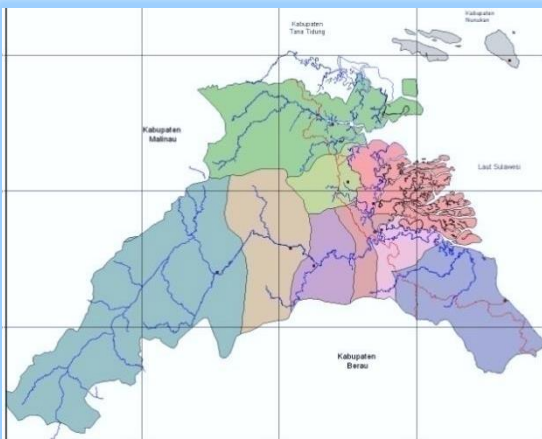 Kabupaten
Nunukan
Kabupaten
Tana Tidung
Kabupaten
Malinau
Laut Sulawesi
Kabupaten
Berau